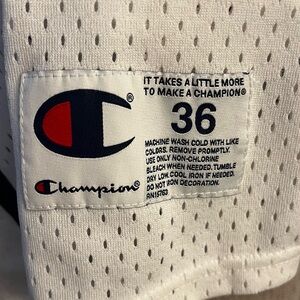 IT TAKES A LITTLE MORE
TO MAKE A CHAMPION®
36
MACHINE WASH COLD WITH LIKE
COLORS. REMOVE PROMPTLY.
USE ONLY NON-CHLORINE
BLEACH WHEN NEEDED. TUMBLE
DRY LOW. COOL IRON IF NEEDED.
DO NOT IRON DECORATION.
RN15763
®
Champion®